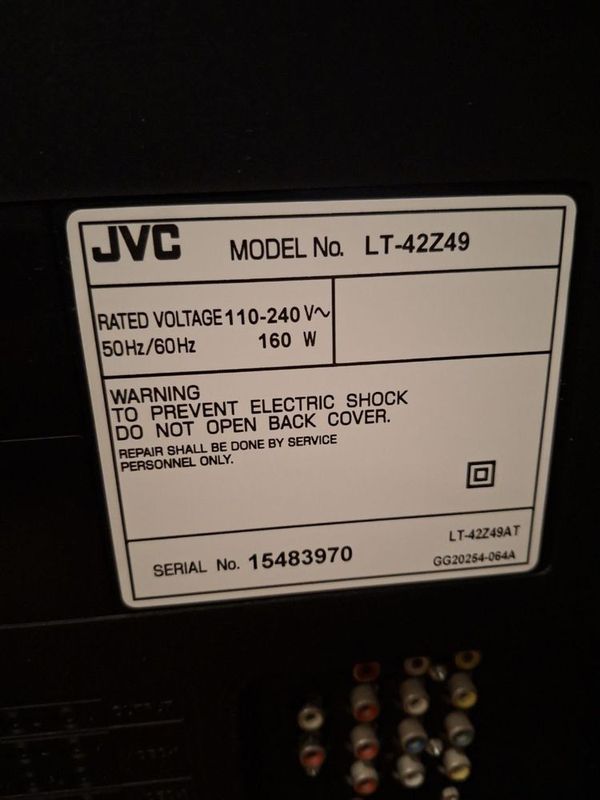 JVC MODEL No. LT-42Z49
RATED VOLTAGE 110-240 V~
50Hz/60Hz 160 W
WARNING
TO PREVENT ELECTRIC SHOCK
DO NOT OPEN BACK COVER.
REPAIR SHALL BE DONE BY SERVICE
PERSONNEL ONLY.
LT-42Z49AT
SERIAL No. 15483970
GG20254-064A